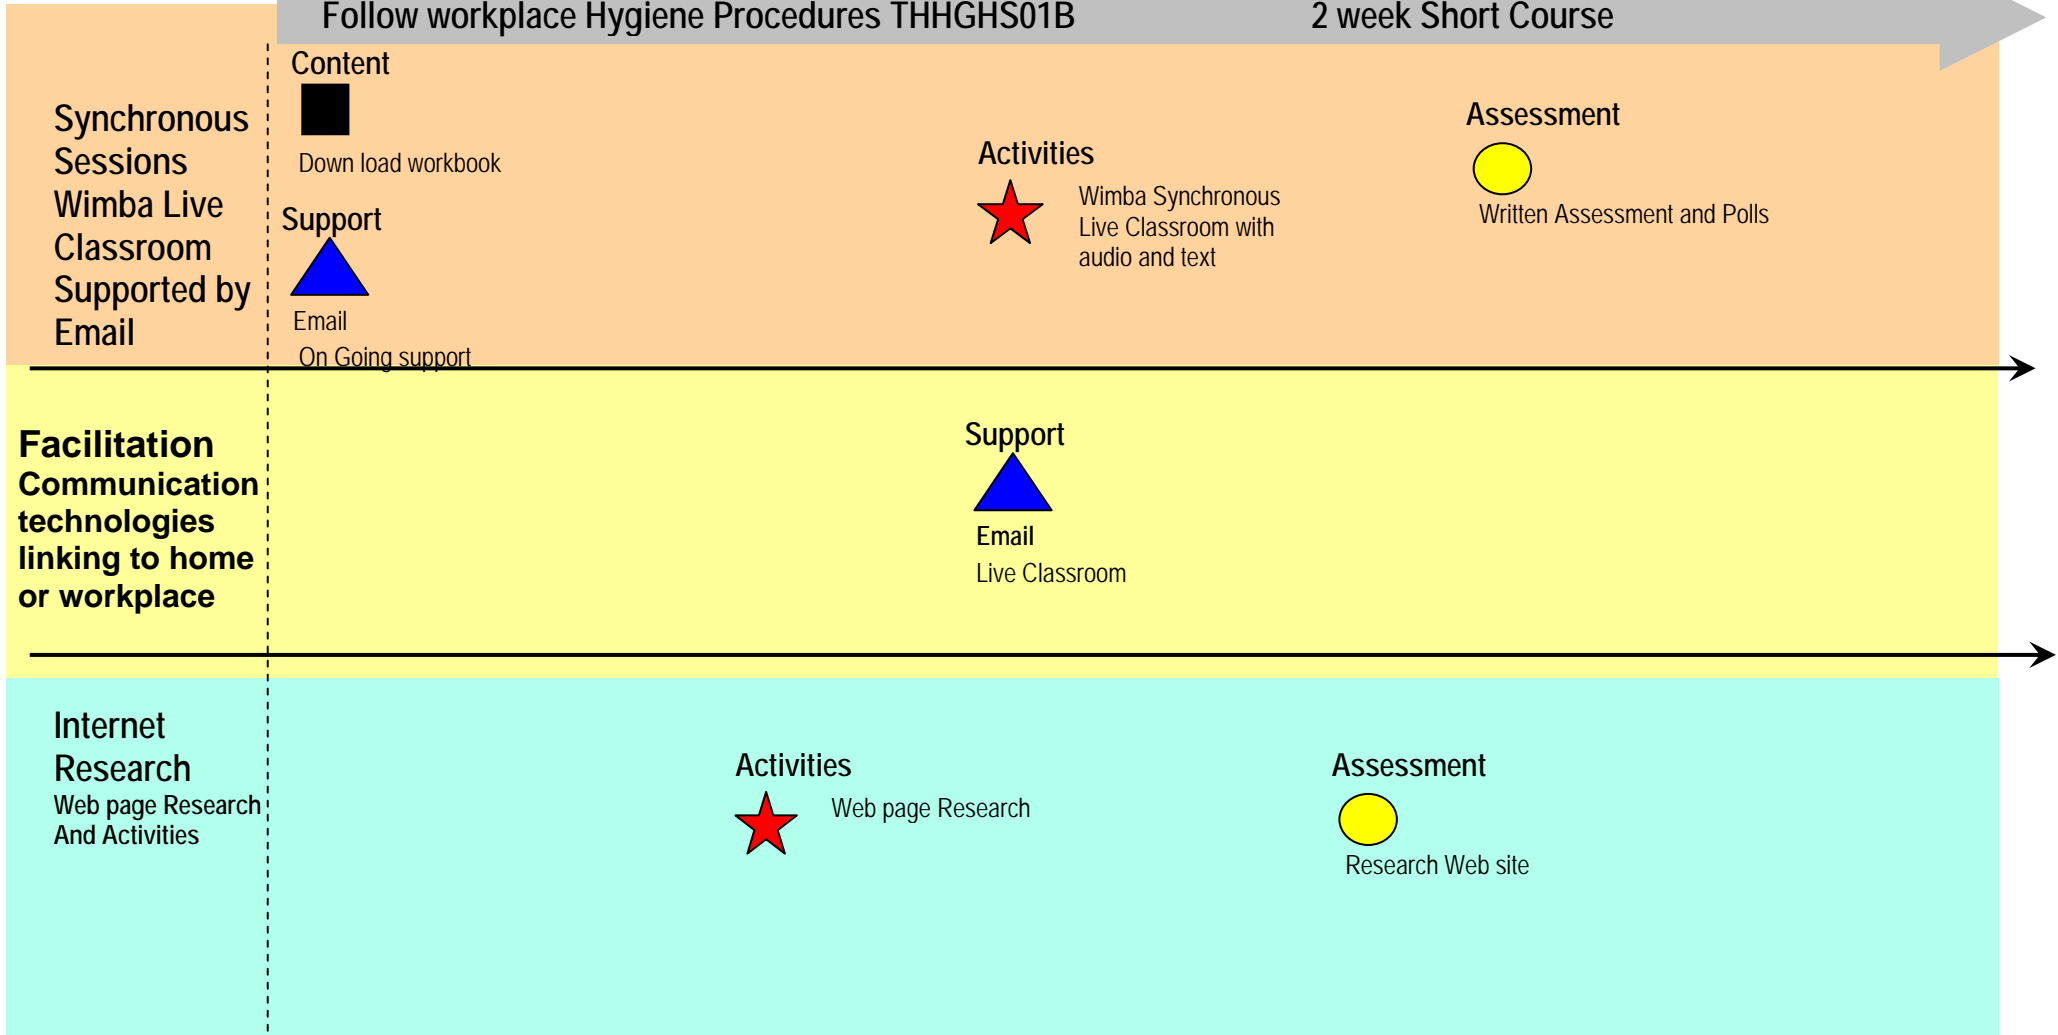 Follow workplace Hygiene Procedures THHGHS01B 2 week Short Course
Synchronous
Sessions
Wimba Live
Classroom
Supported by
Email
Content
Down load workbook
Support
Email
On Going support
Activities
Wimba Synchronous
Live Classroom with
audio and text
Assessment
Written Assessment and Polls
Facilitation
Communication
technologies
linking to home
or workplace
Support
Email
Live Classroom
Internet
Research
Web page Research
And Activities
Activities
Web page Research
Assessment
Research Web site